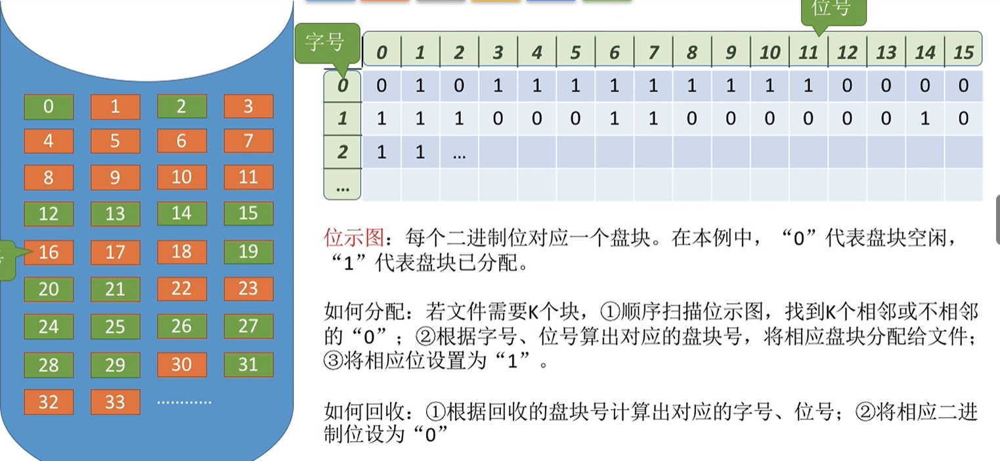 位号
字号
0 1 2 3 4 5 6 7 8 9 10 11 12 13 14 15
0 0 1 0 1 1 1 1 1 1 1 1 1 0 0 0 0
1 1 1 1 0 0 0 1 1 0 0 0 0 0 0 1 0
2 1 1 ...
...
0 1 2 3
4 5 6 7
8 9 10 11
12 13 14 15
16 17 18 19
20 21 22 23
24 25 26 27
28 29 30 31
32 33 …………
位示图：每个二进制位对应一个盘块。在本例中，“0”代表盘块空闲，
“1”代表盘块已分配。
如何分配：若文件需要K个块，①顺序扫描位示图，找到K个相邻或不相邻
的“0”；②根据字号、位号算出对应的盘块号，将相应盘块分配给文件；
③将相应位设置为“1”。
如何回收：①根据回收的盘块号计算出对应的字号、位号；②将相应二进
制位设为“0”